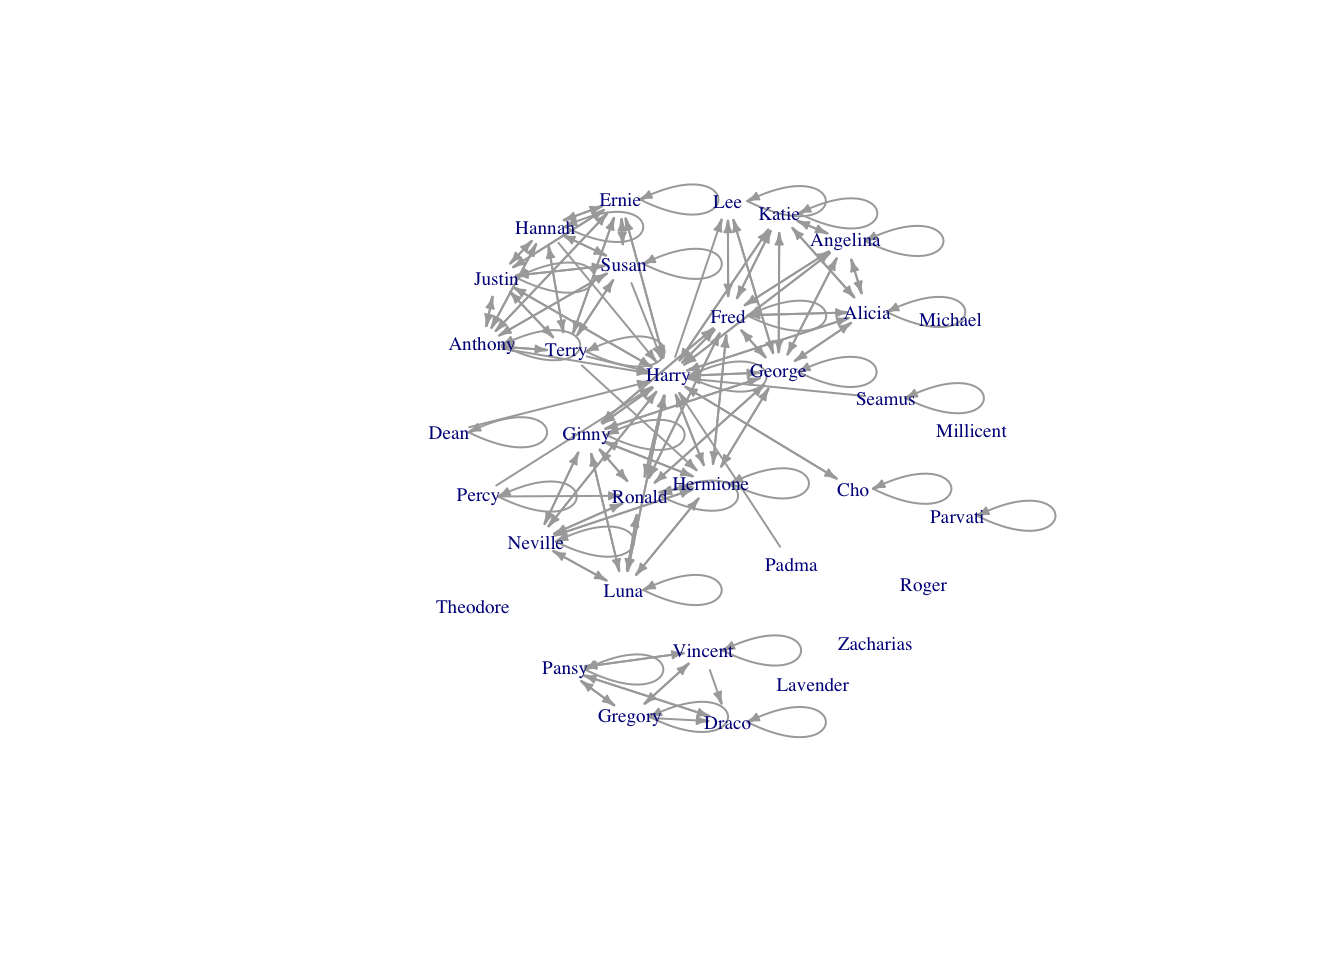 Ernie
Lee
Katie
Hannah
Angelina
Susan
Justin
Fred
Alicia
Michael
Anthony
Terry
Harry
George
Seamus
Dean
Ginny
Millicent
Hermione
Cho
Percy
Ronald
Parvati
Neville
Padma
Roger
Luna
Theodore
Zacharias
Vincent
Pansy
Lavender
Gregory
Draco